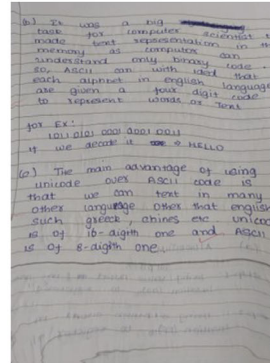 (b) It was a big
task for computer scientist to
made text representation in the
memory as computer can
understand only binary code.
so, ASCII can with idea that
each alphbet in english language
are given a four digit code
to represent words or Text
for Ex:
1011 0101 0001 0001 0011
If we decode it HELLO
(c) The main advantage of using
unicode over ASCII code is
that we can text in many
other language other that english
such greek, chines etc. unicode
is of 16-digith one and ASCII
is of 8-digith one